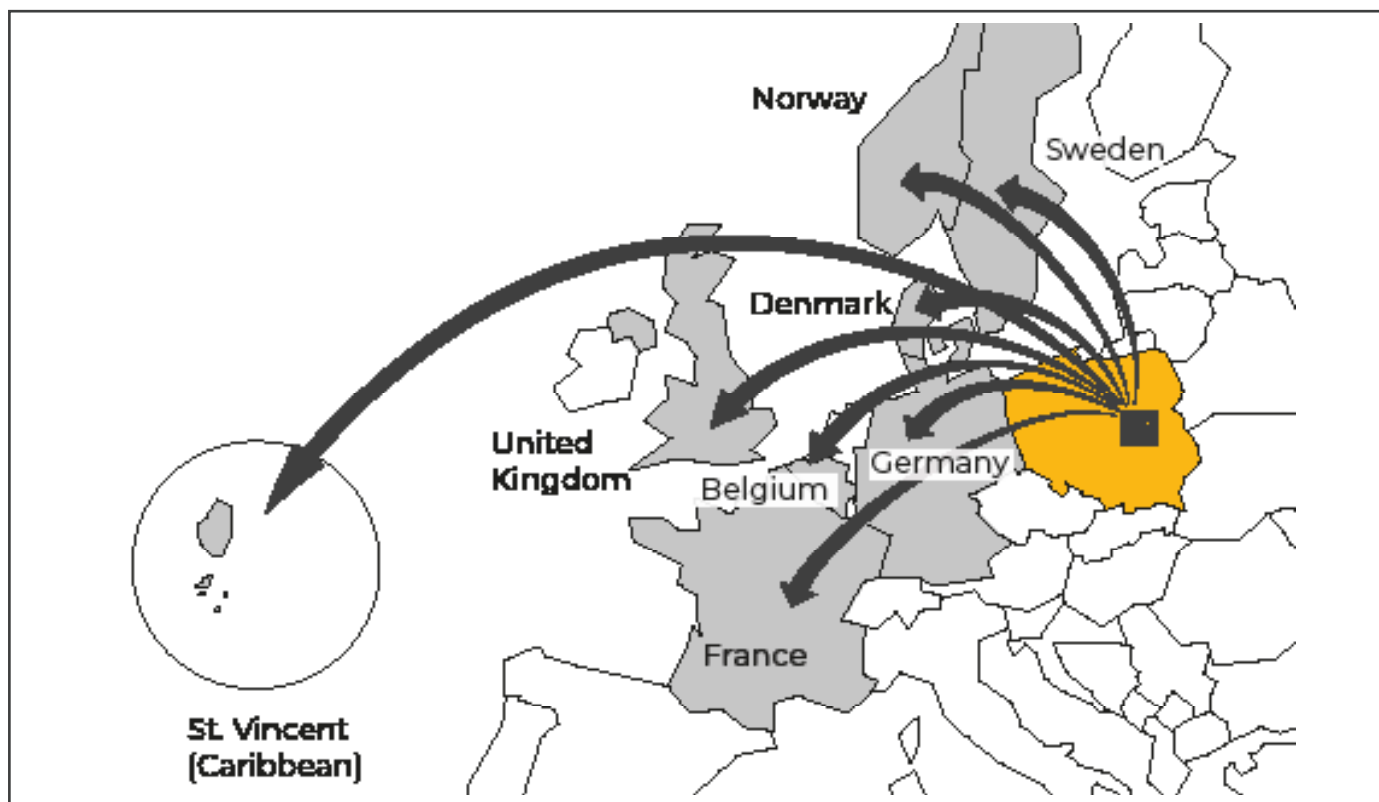 Norway
Sweden
Denmark
United
Kingdom
Belgium
Germany
France
St. Vincent
(Caribbean)